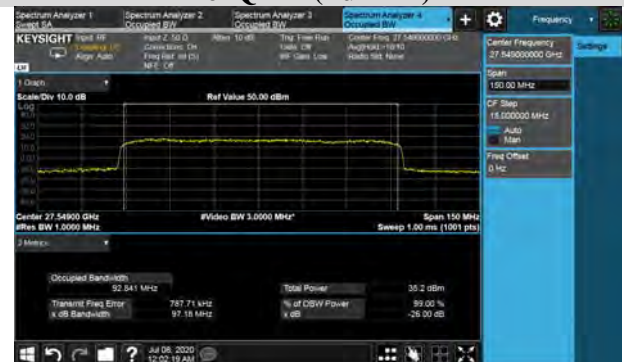 Spectrum Analyzer 1
Swept SA
Spectrum Analyzer 2
Occupied BW
Spectrum Analyzer 3
Occupied BW
Spectrum Analyzer 4
Occupied BW
+
Frequency
KEYSIGHT Input: RF
Align: Auto
Input Z: 50 Ω
Corrections: On
Freq Ref: Int (S)
NFE: Off
Atten: 10 dB
Trig: Free Run
Gate: Off
#IF Gain: Low
Center Freq: 27.549000000 GHz
Avg|Hold:>10/10
Radio Std: None
Center Frequency
27.549000000 GHz
Settings
Span
150.00 MHz
CF Step
15.000000 MHz
Auto
Man
Freq Offset
0 Hz
1 Graph
Scale/Div 10.0 dB
Ref Value 50.00 dBm
Log
Center 27.54900 GHz
#Video BW 3.0000 MHz*
Span 150 MHz
#Res BW 1.0000 MHz
Sweep 1.00 ms (1001 pts)
2 Metrics
Occupied Bandwidth
92.841 MHz
Total Power
35.2 dBm
Transmit Freq Error
787.71 kHz
% of OBW Power
99.00 %
x dB Bandwidth
97.18 MHz
x dB
-26.00 dB
?
Jul 06, 2020
12:02:19 AM